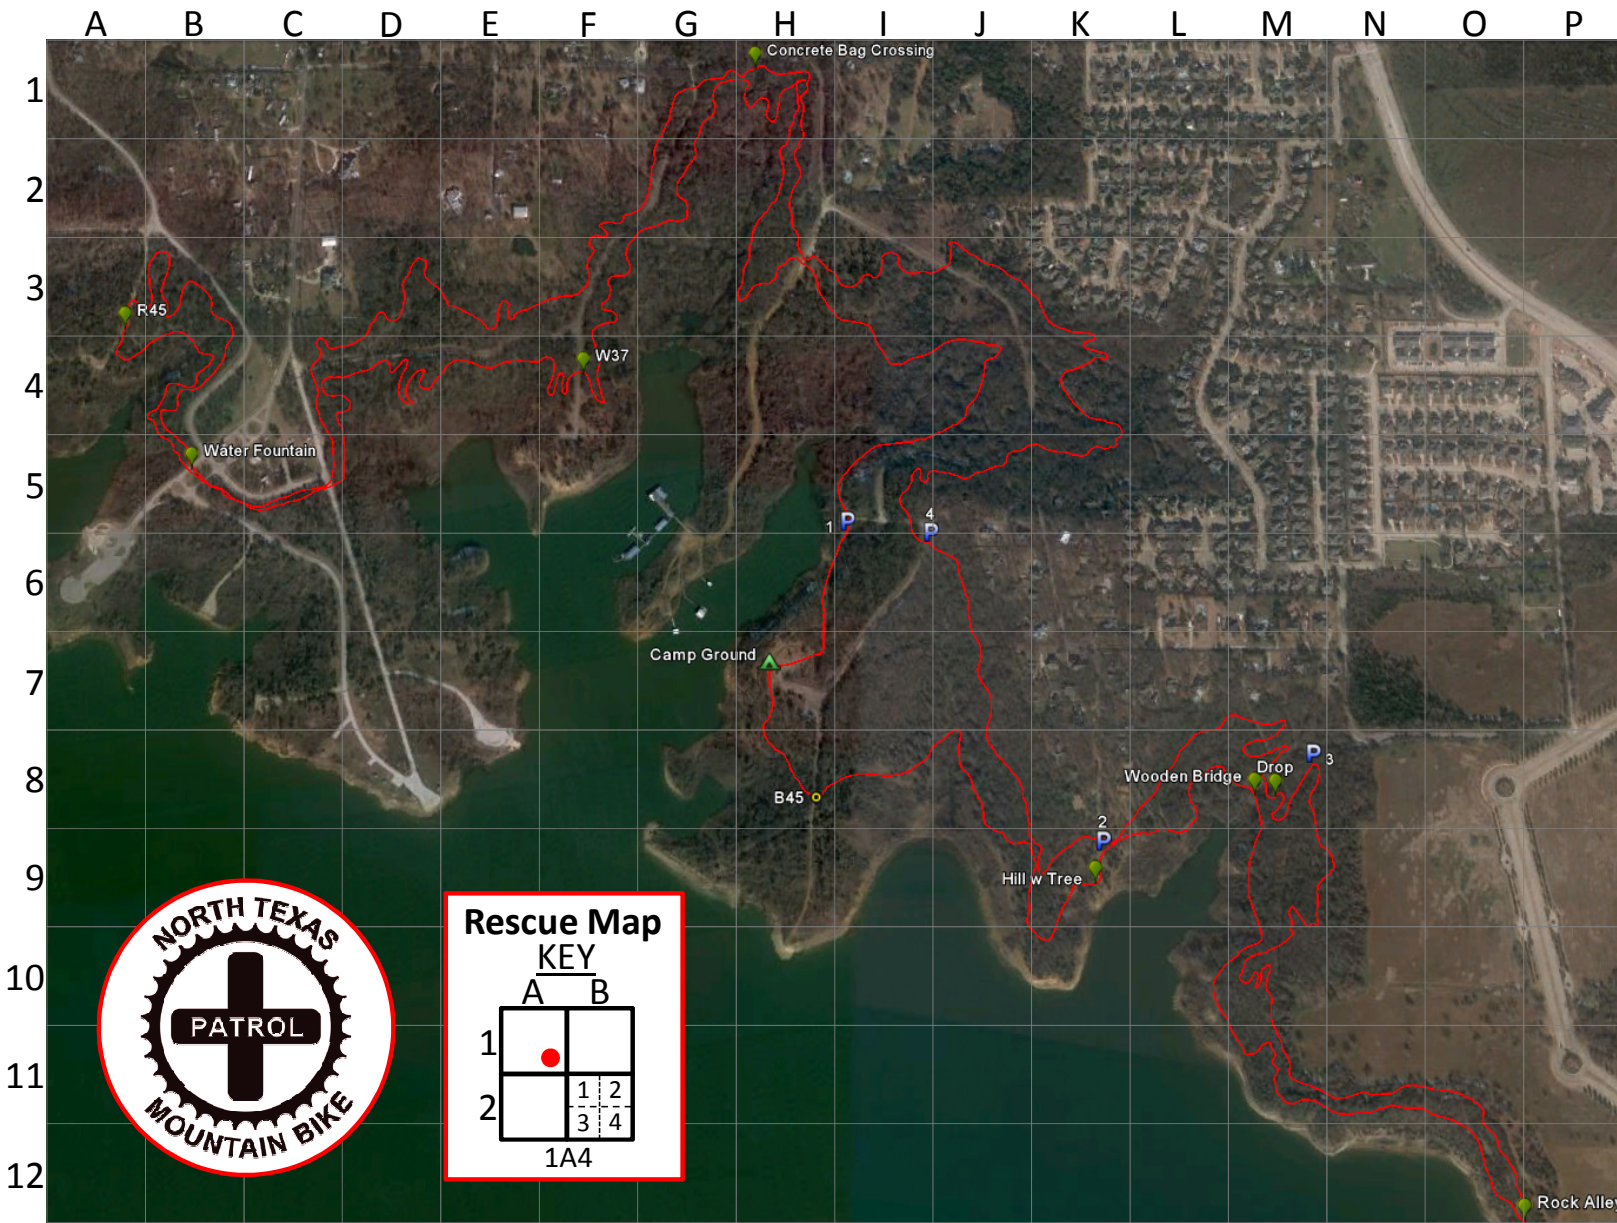 A B C D E F G H I J K L M N O P
Concrete Bag Crossing
1
2
3
R45
W37
4
Water Fountain
5
1
4
6
Camp Ground
7
3
Drop
Wooden Bridge
8
B45
2
9
Hill w Tree
10
11
12
Rock Alley
NORTH TEXAS
PATROL
MOUNTAIN BIKE
Rescue Map
KEY
A B
1
1 2
2
3 4
1A4
P
P
P
P